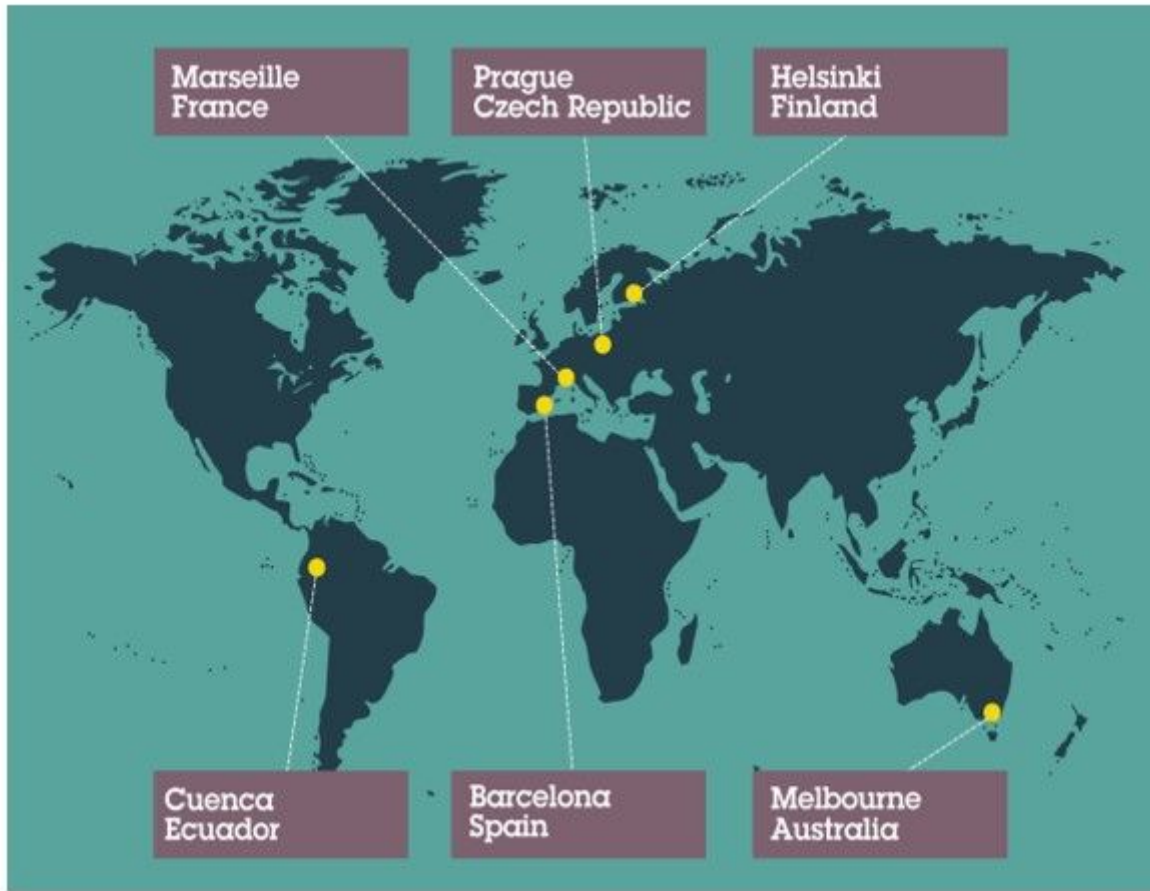 Marseille
France
Prague
Czech Republic
Helsinki
Finland
Cuenca
Ecuador
Barcelona
Spain
Melbourne
Australia